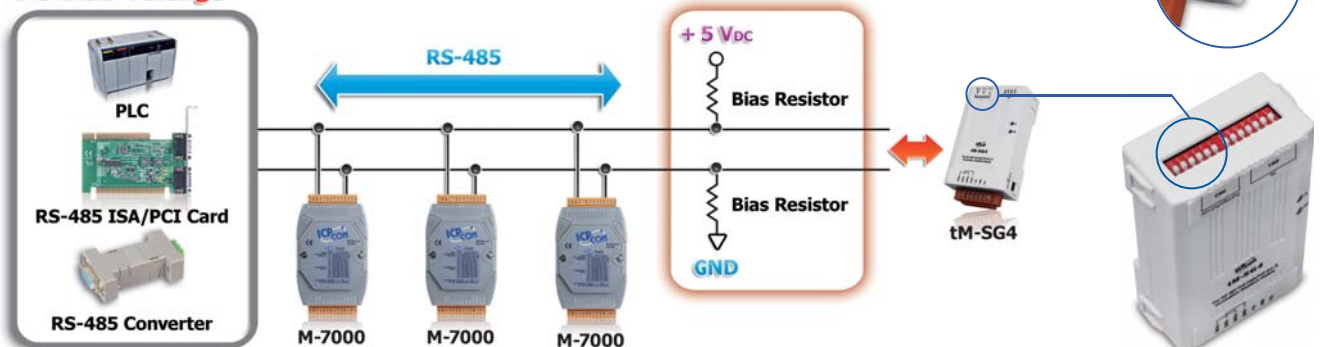 PLC
RS-485 ISA/PCI Card
RS-485 Converter
RS-485
M-7000
M-7000
M-7000
+ 5 VDC
Bias Resistor
Bias Resistor
GND
tM-SG4